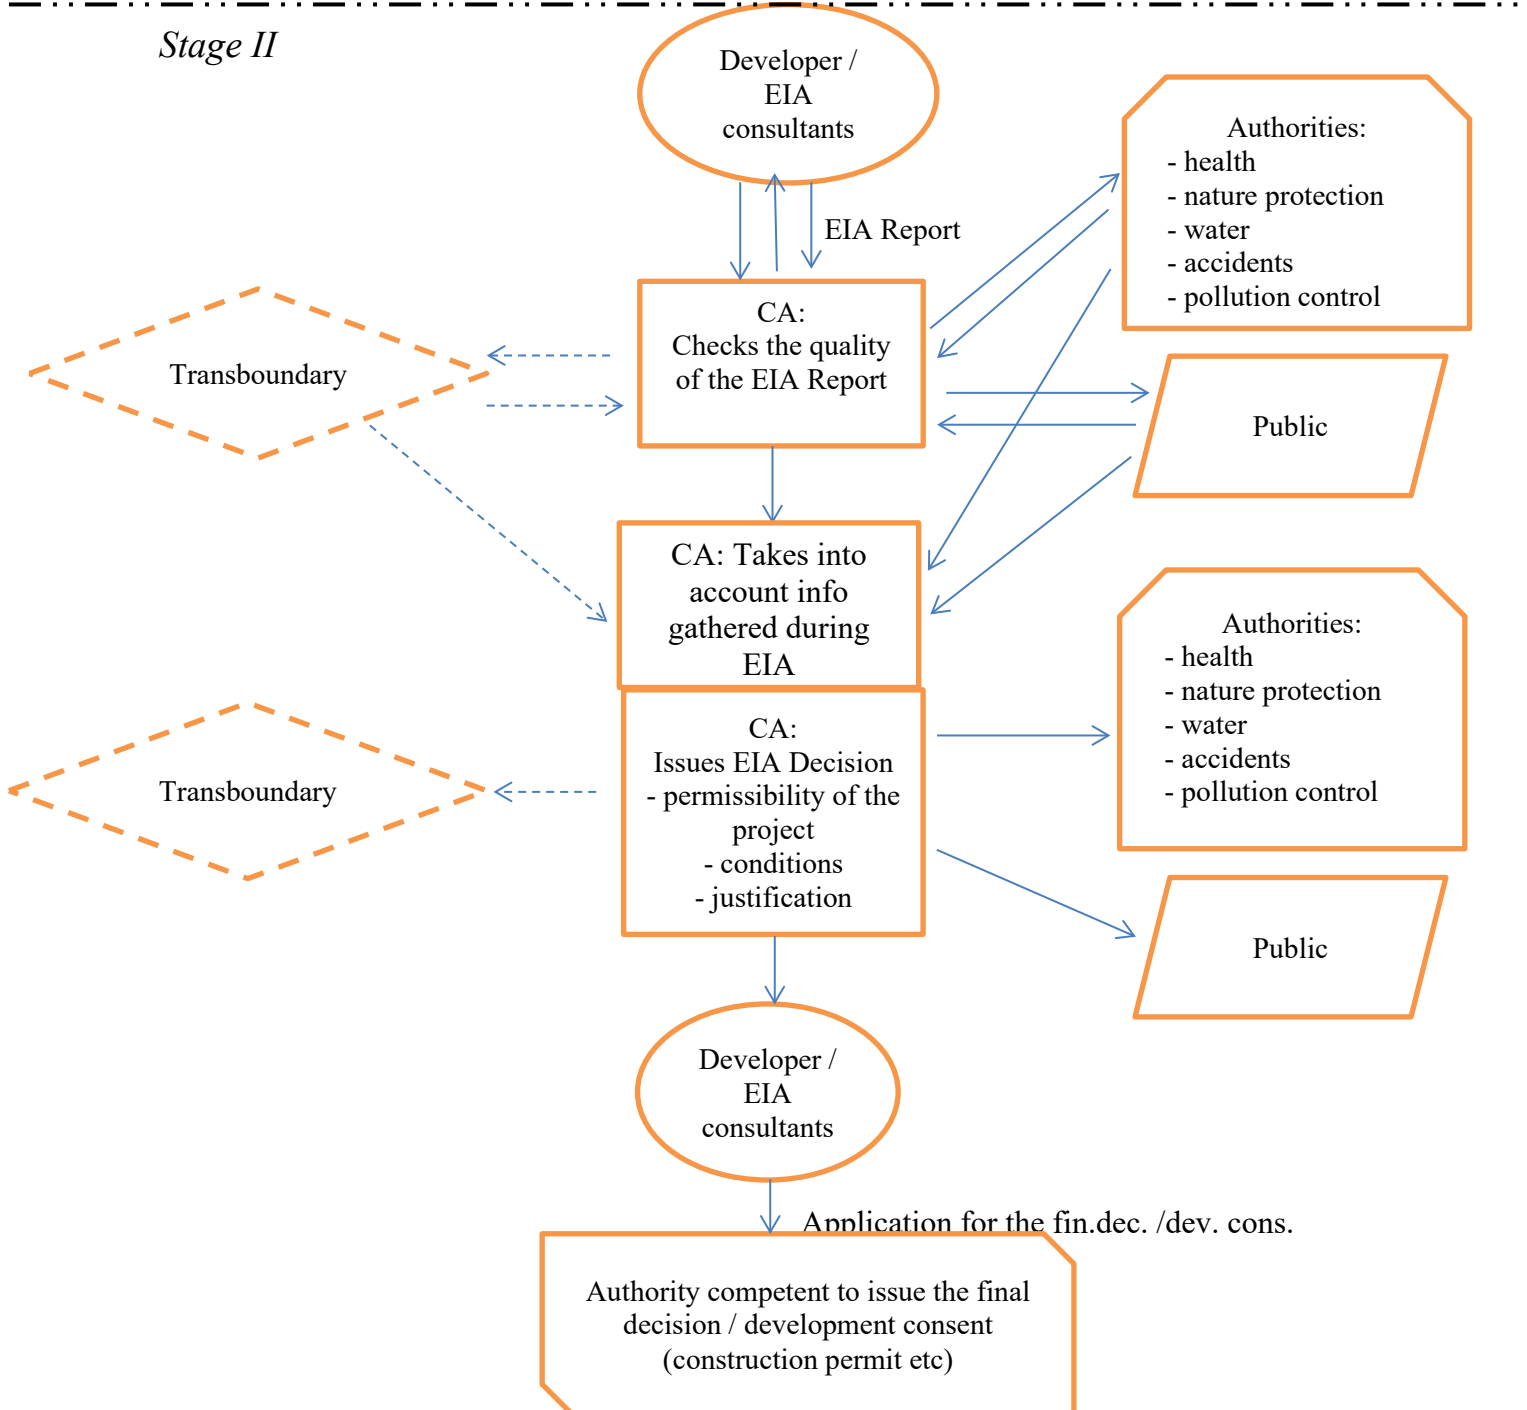 Stage II
Developer /
EIA
consultants
Authorities:
- health
- nature protection
- water
- accidents
- pollution control
EIA Report
CA:
Checks the quality
of the EIA Report
Transboundary
Public
CA: Takes into
account info
gathered during
EIA
Authorities:
- health
- nature protection
- water
- accidents
- pollution control
CA:
Issues EIA Decision
- permissibility of the
project
- conditions
- justification
Transboundary
Public
Developer /
EIA
consultants
Application for the fin.dec. /dev. cons.
Authority competent to issue the final
decision / development consent
(construction permit etc)